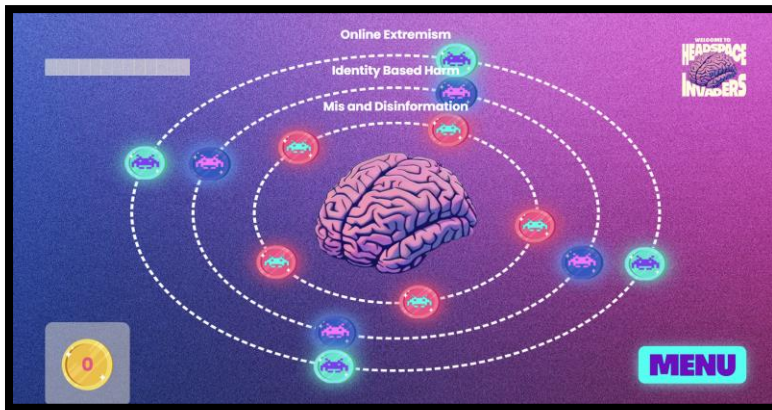 Online Extremism
WELCOME TO
HEADSPACE
INVADERS
Identity Based Harm
Mis and Disinformation
0
MENU